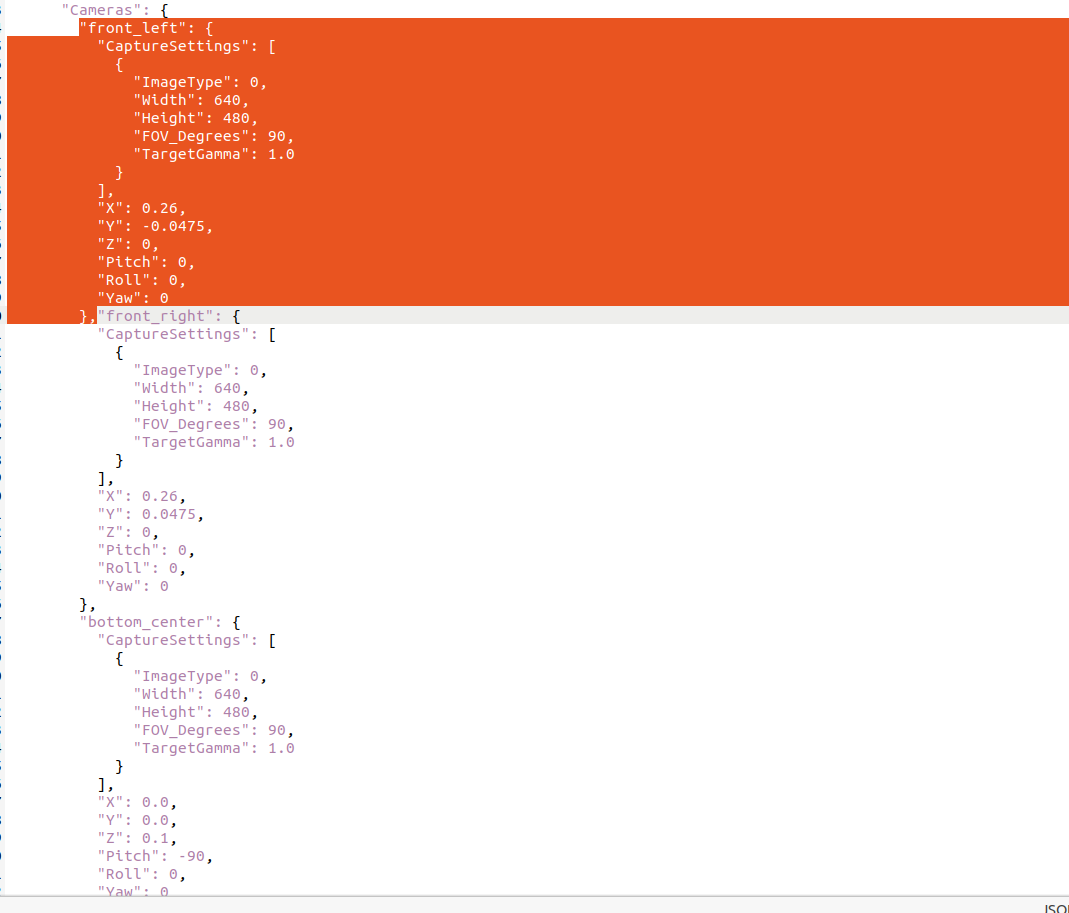 "Cameras": {
"front_left": {
"CaptureSettings": [
{
"ImageType": 0,
"Width": 640,
"Height": 480,
"FOV_Degrees": 90,
"TargetGamma": 1.0
}
],
"X": 0.26,
"Y": -0.0475,
"Z": 0,
"Pitch": 0,
"Roll": 0,
"Yaw": 0
},"front_right": {
"CaptureSettings": [
{
"ImageType": 0,
"Width": 640,
"Height": 480,
"FOV_Degrees": 90,
"TargetGamma": 1.0
}
],
"X": 0.26,
"Y": 0.0475,
"Z": 0,
"Pitch": 0,
"Roll": 0,
"Yaw": 0
},
"bottom_center": {
"CaptureSettings": [
{
"ImageType": 0,
"Width": 640,
"Height": 480,
"FOV_Degrees": 90,
"TargetGamma": 1.0
}
],
"X": 0.0,
"Y": 0.0,
"Z": 0.1,
"Pitch": -90,
"Roll": 0,
"Yaw": 0